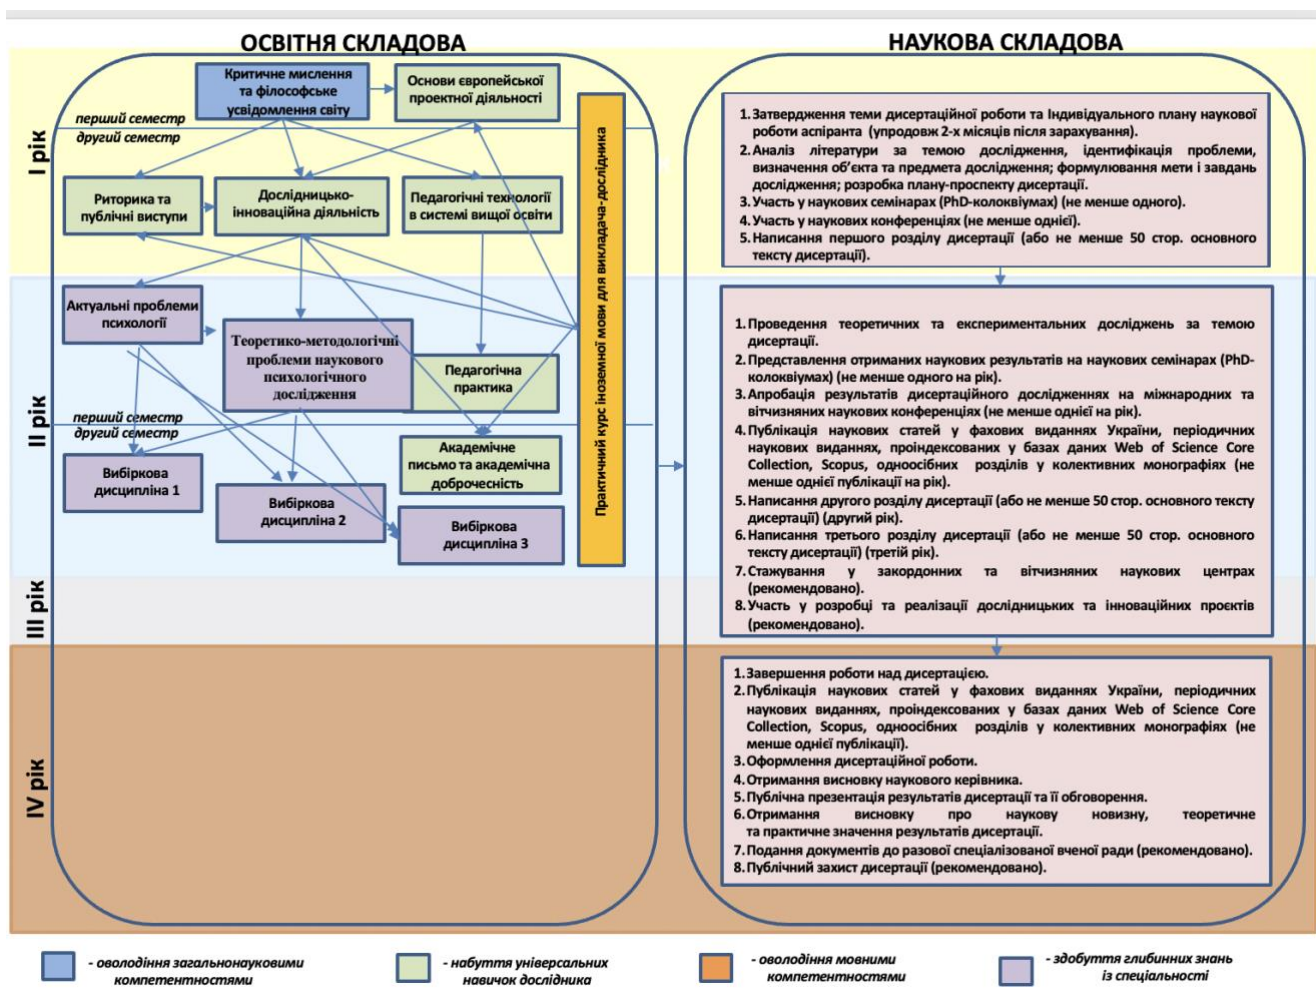 ОСВІТНЯ СКЛАДОВА
НАУКОВА СКЛАДОВА
I рік
Критичне мислення
та філософське
усвідомлення світу
Основи європейської
проектної діяльності
перший семестр
другий семестр
Риторика та
публічні виступи
Дослідницько-
інноваційна діяльність
Педагогічні технології
в системі вищої освіти
Практичний курс іноземної мови для викладача-дослідника
II рік
Актуальні проблеми
психології
Теоретико-методологічні
проблеми наукового
психологічного
дослідження
Педагогічна
практика
перший семестр
другий семестр
Вибіркова
дисципліна 1
Вибіркова
дисципліна 2
Академічне
письмо та академічна
доброчесність
Вибіркова
дисципліна 3
III рік
IV рік
1. Затвердження теми дисертаційної роботи та Індивідуального плану наукової
роботи аспіранта (упродовж 2-х місяців після зарахування).
2. Аналіз літератури за темою дослідження, ідентифікація проблеми,
визначення об’єкта та предмета дослідження; формулювання мети і завдань
дослідження; розробка плану-проспекту дисертації.
3. Участь у наукових семінарах (PhD-колоквіумах) (не менше одного).
4. Участь у наукових конференціях (не менше однієї).
5. Написання першого розділу дисертації (або не менше 50 стор. основного
тексту дисертації).
1. Проведення теоретичних та експериментальних досліджень за темою
дисертації.
2. Представлення отриманих наукових результатів на наукових семінарах (PhD-
колоквіумах) (не менше одного на рік).
3. Апробація результатів дисертаційного дослідження на міжнародних та
вітчизняних наукових конференціях (не менше однієї на рік).
4. Публікація наукових статей у фахових виданнях України, періодичних
наукових виданнях, проіндексованих у базах даних Web of Science Core
Collection, Scopus, одноосібних розділів у колективних монографіях (не
менше однієї публікації на рік).
5. Написання другого розділу дисертації (або не менше 50 стор. основного тексту
дисертації) (другий рік).
6. Написання третього розділу дисертації (або не менше 50 стор. основного
тексту дисертації) (третій рік).
7. Стажування у закордонних та вітчизняних наукових центрах
(рекомендовано).
8. Участь у розробці та реалізації дослідницьких та інноваційних проєктів
(рекомендовано).
1. Завершення роботи над дисертацією.
2. Публікація наукових статей у фахових виданнях України, періодичних
наукових виданнях, проіндексованих у базах даних Web of Science Core
Collection, Scopus, одноосібних розділів у колективних монографіях (не
менше однієї публікації).
3. Оформлення дисертаційної роботи.
4. Отримання висновку наукового керівника.
5. Публічна презентація результатів дисертації та її обговорення.
6. Отримання висновку про наукову новизну, теоретичне
та практичне значення результатів дисертації.
7. Подання документів до разової спеціалізованої вченої ради (рекомендовано).
8. Публічний захист дисертації (рекомендовано).
- оволодіння загальнонауковими
компетентностями
- набуття універсальних
навичок дослідника
- оволодіння мовними
компетентностями
- здобуття глибинних знань
із спеціальності